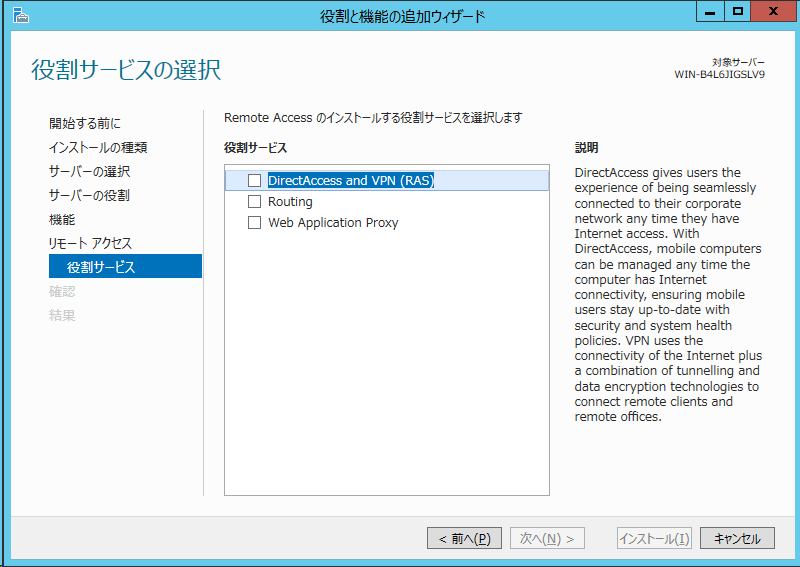 役割と機能の追加ウィザード
役割サービスの選択
対象サーバー
WIN-B4L6JIGSLV9
開始する前に
インストールの種類
サーバーの選択
サーバーの役割
機能
リモート アクセス
役割サービス
確認
結果
Remote Access のインストールする役割サービスを選択します
役割サービス
DirectAccess and VPN (RAS)
Routing
Web Application Proxy
説明
DirectAccess gives users the
experience of being seamlessly
connected to their corporate
network any time they have
Internet access. With
DirectAccess, mobile computers
can be managed any time the
computer has Internet
connectivity, ensuring mobile
users stay up-to-date with
security and system health
policies. VPN uses the
connectivity of the Internet plus
a combination of tunnelling and
data encryption technologies to
connect remote clients and
remote offices.
< 前へ(P)
次へ(N) >
インストール(I)
キャンセル